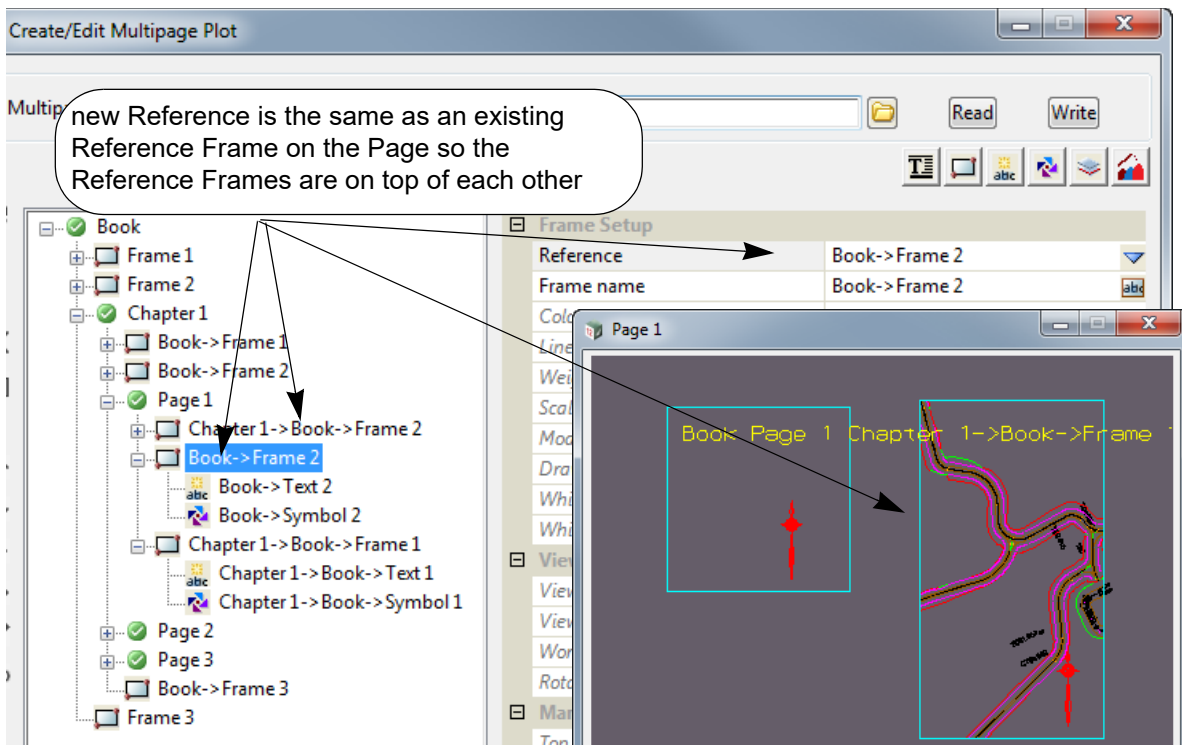 Create/Edit Multipage Plot
new Reference is the same as an existing
Reference Frame on the Page so the
Reference Frames are on top of each other
Read
Write
abc
Book
Frame 1
Frame 2
Chapter 1
Book->Frame 1
Book->Frame 2
Page 1
Chapter 1->Book->Frame 2
Book->Frame 2
abc
Book->Text 2
Book->Symbol 2
Chapter 1->Book->Frame 1
abc
Chapter 1->Book->Text 1
Chapter 1->Book->Symbol 1
Page 2
Page 3
Book->Frame 3
Frame 3
Frame Setup
Reference
Book->Frame 2
Frame name
Book->Frame 2
Page 1
Book Page 1 Chapter 1->Book->Frame